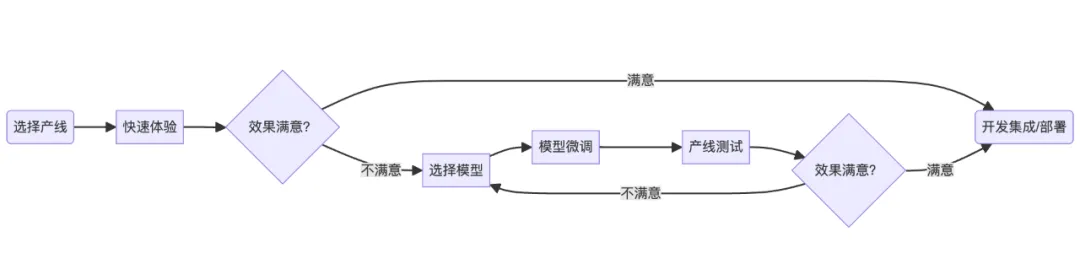 选择产线
快速体验
效果满意?
满意
不满意
选择模型
模型微调
产线测试
效果满意?
不满意
满意
开发集成/部署